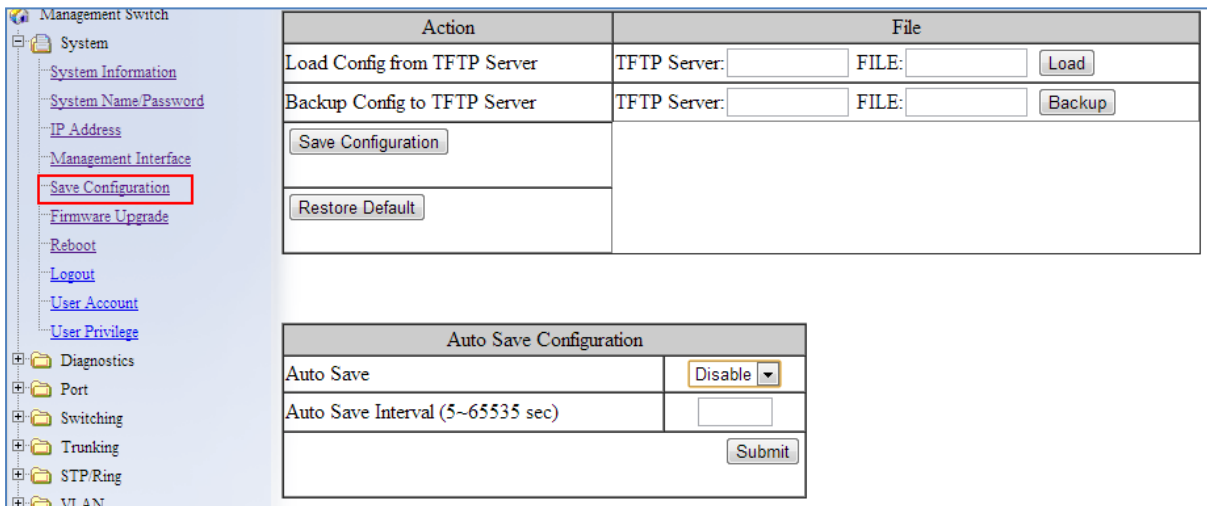 Management Switch
System
System Information
System Name/Password
IP Address
Management Interface
Save Configuration
Firmware Upgrade
Reboot
Logout
User Account
User Privilege
Diagnostics
Port
Switching
Trunking
STP/Ring
VLAN
Action File
Load Config from TFTP Server TFTP Server: FILE: Load
Backup Config to TFTP Server TFTP Server: FILE: Backup
Save Configuration
Restore Default
Auto Save Configuration
Auto Save Disable
Auto Save Interval (5~65535 sec)
Submit